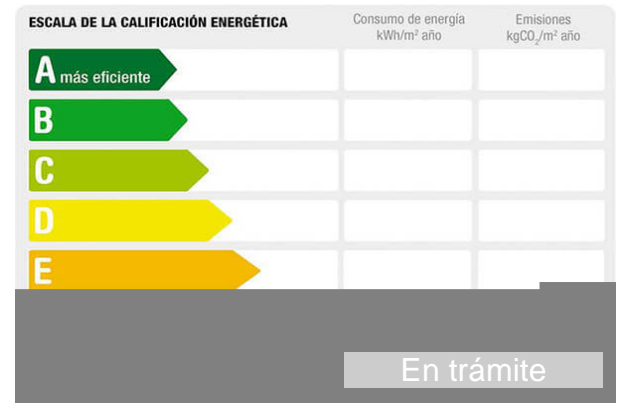 ESCALA DE LA CALIFICACIÓN ENERGÉTICA
Consumo de energía
kWh/m² año
Emisiones
kgCO₂/m² año
A más eficiente
B
C
D
E
En trámite